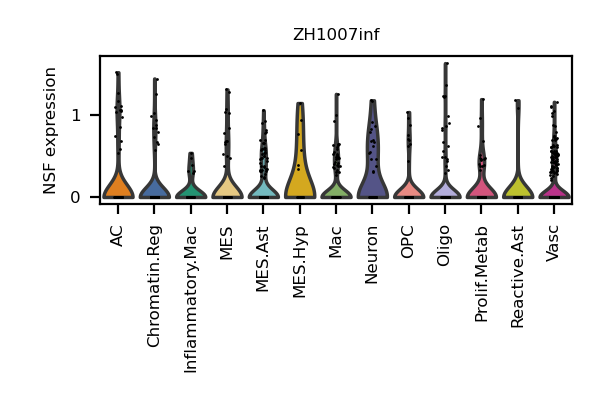 ZH1007inf
NSF expression
1
0
AC
Chromatin.Reg
Inflammatory.Mac
MES
MES.Ast
MES.Hyp
Mac
Neuron
OPC
Oligo
Prolif.Metab
Reactive.Ast
Vasc